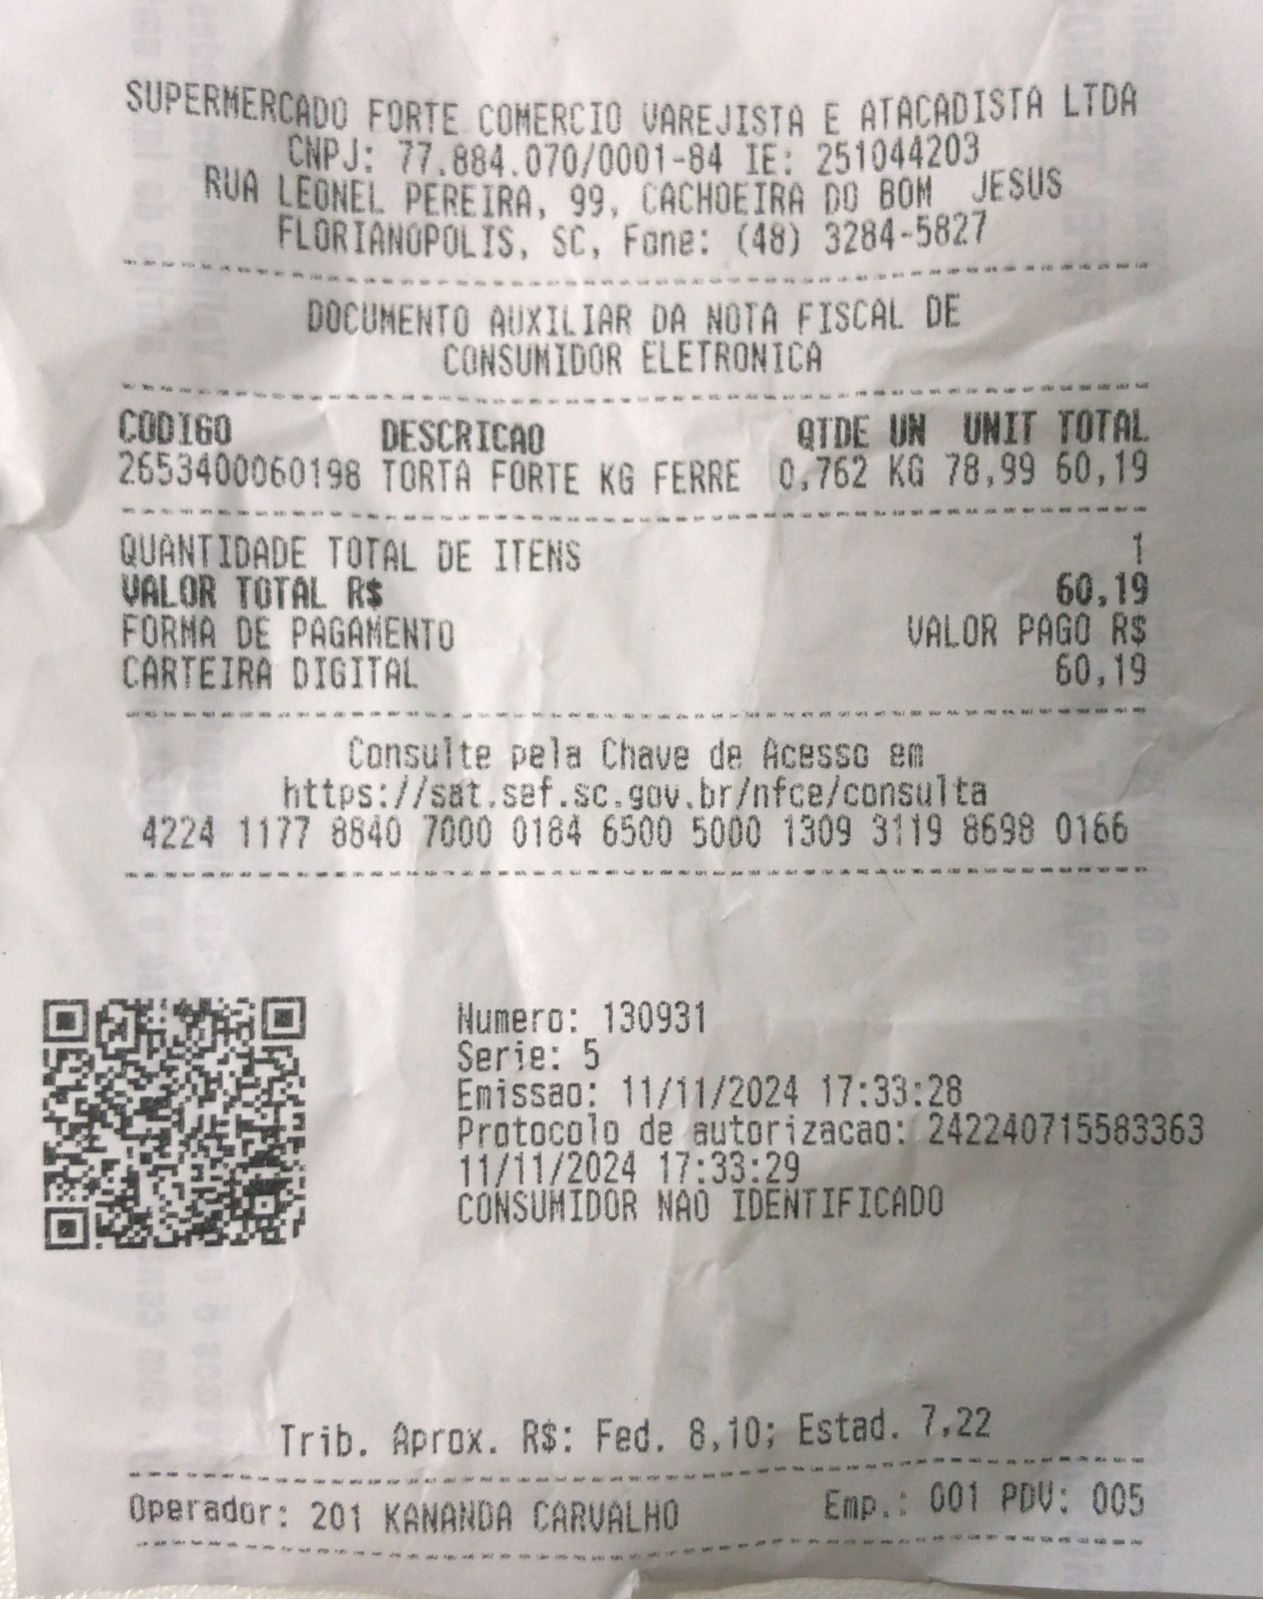 SUPERMERCADO FORTE COMERCIO VAREJISTA E ATACADISTA LTDA
CNPJ: 77.884.070/0001-84 IE: 251044203
RUA LEONEL PEREIRA, 99, CACHOEIRA DO BOM JESUS
FLORIANOPOLIS, SC, Fone: (48) 3284-5827
DOCUMENTO AUXILIAR DA NOTA FISCAL DE
CONSUMIDOR ELETRONICA
CODIGO DESCRICAO QTDE UN UNIT TOTAL
2653400060198 TORTA FORTE KG FERRE 0,762 KG 78,99 60,19
QUANTIDADE TOTAL DE ITENS 1
VALOR TOTAL R$ 60,19
FORMA DE PAGAMENTO VALOR PAGO R$
CARTEIRA DIGITAL 60,19
Consulte pela Chave de Acesso em
https://sat.sef.sc.gov.br/nfce/consulta
4224 1177 8840 7000 0184 6500 5000 1309 3119 8698 0166
Numero: 130931
Serie: 5
Emissao: 11/11/2024 17:33:28
Protocolo de autorizacao: 242240715583363
11/11/2024 17:33:29
CONSUMIDOR NAO IDENTIFICADO
Trib. Aprox. R$: Fed. 8,10; Estad. 7,22
Operador: 201 KANANDA CARVALHO Emp.: 001 PDV: 005